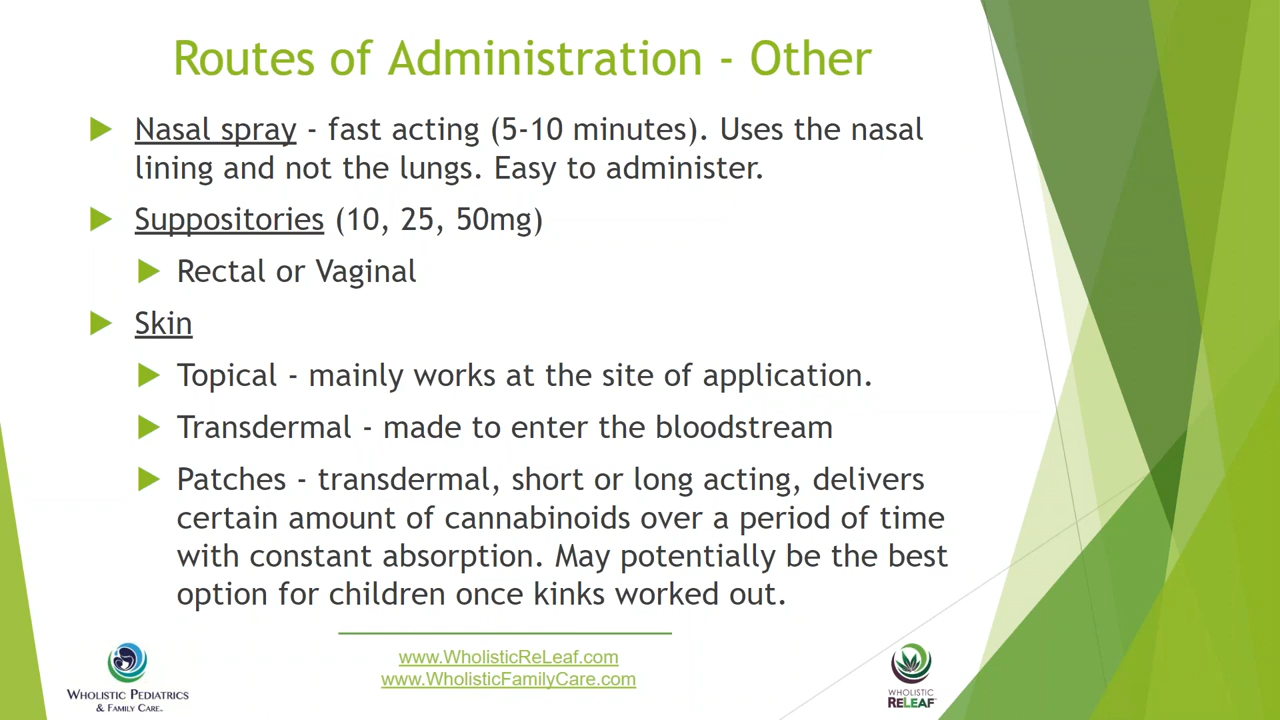 Routes of Administration - Other
Nasal spray - fast acting (5-10 minutes). Uses the nasal
lining and not the lungs. Easy to administer.
Suppositories (10, 25, 50mg)
Rectal or Vaginal
Skin
Topical - mainly works at the site of application.
Transdermal - made to enter the bloodstream
Patches - transdermal, short or long acting, delivers
certain amount of cannabinoids over a period of time
with constant absorption. May potentially be the best
option for children once kinks worked out.
www.WholisticReLeaf.com
www.WholisticFamilyCare.com
Wholistic Pediatrics
& Family Care
WHOLISTIC
RELEAF